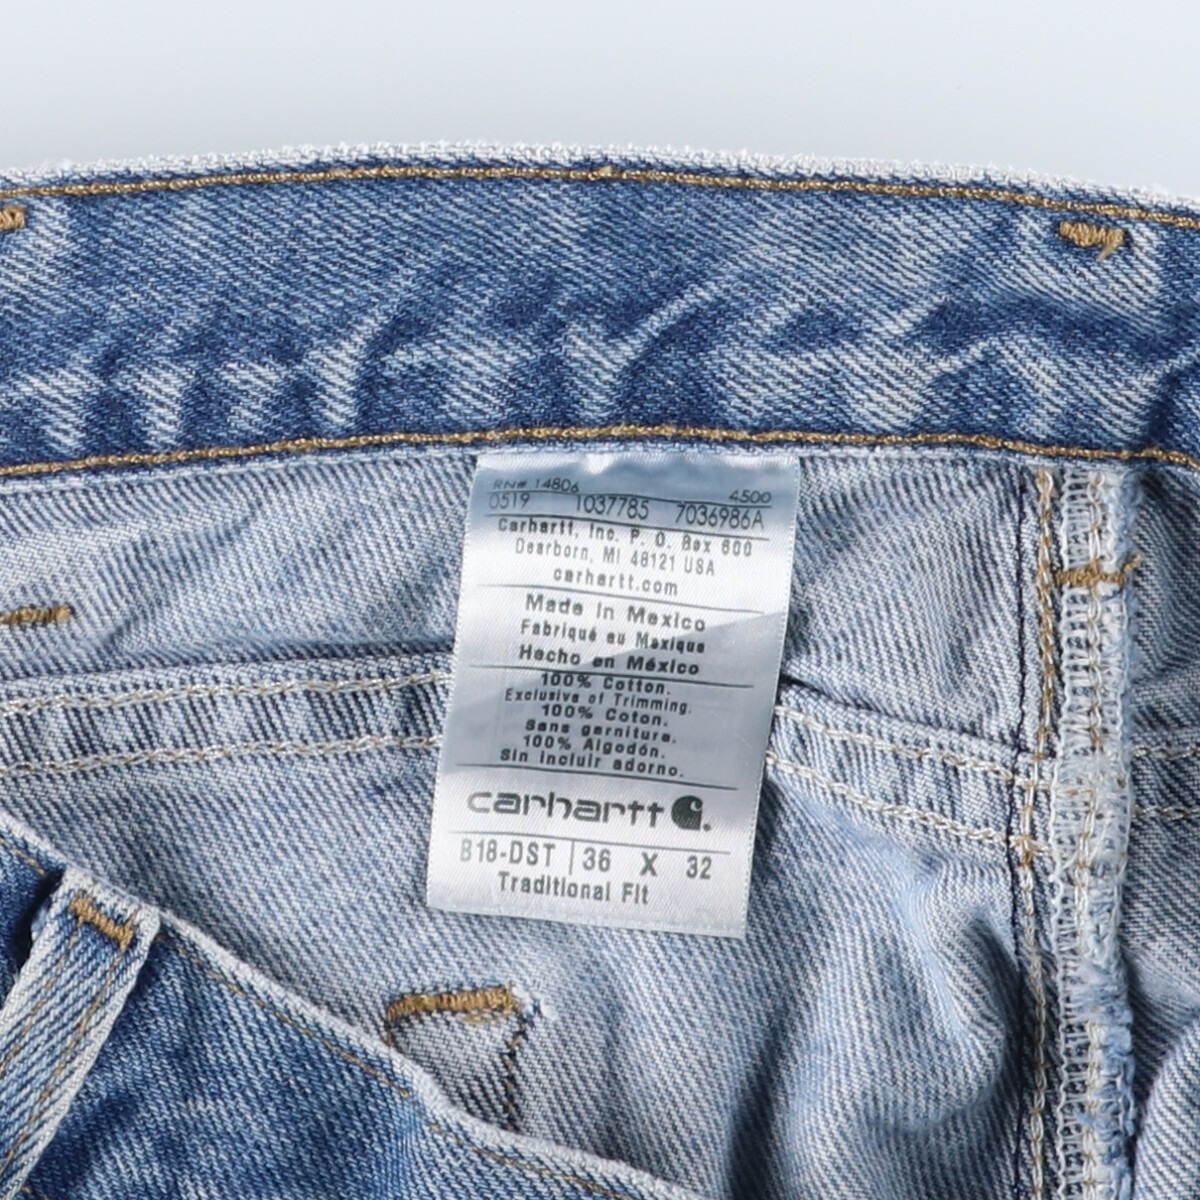 RN# 14806 4500
0519 1037785 7036986A
Carhartt, Inc. P. O. Box 600
Dearborn, MI 48121 USA
carhartt.com
Made In Mexico
Fabriqué au Mexique
Hecho en México
100% Cotton.
Exclusive of Trimming.
100% Coton.
Sans garniture.
100% Algodón.
Sin incluir adorno.
carhartt
B18-DST 36 X 32
Traditional Fit